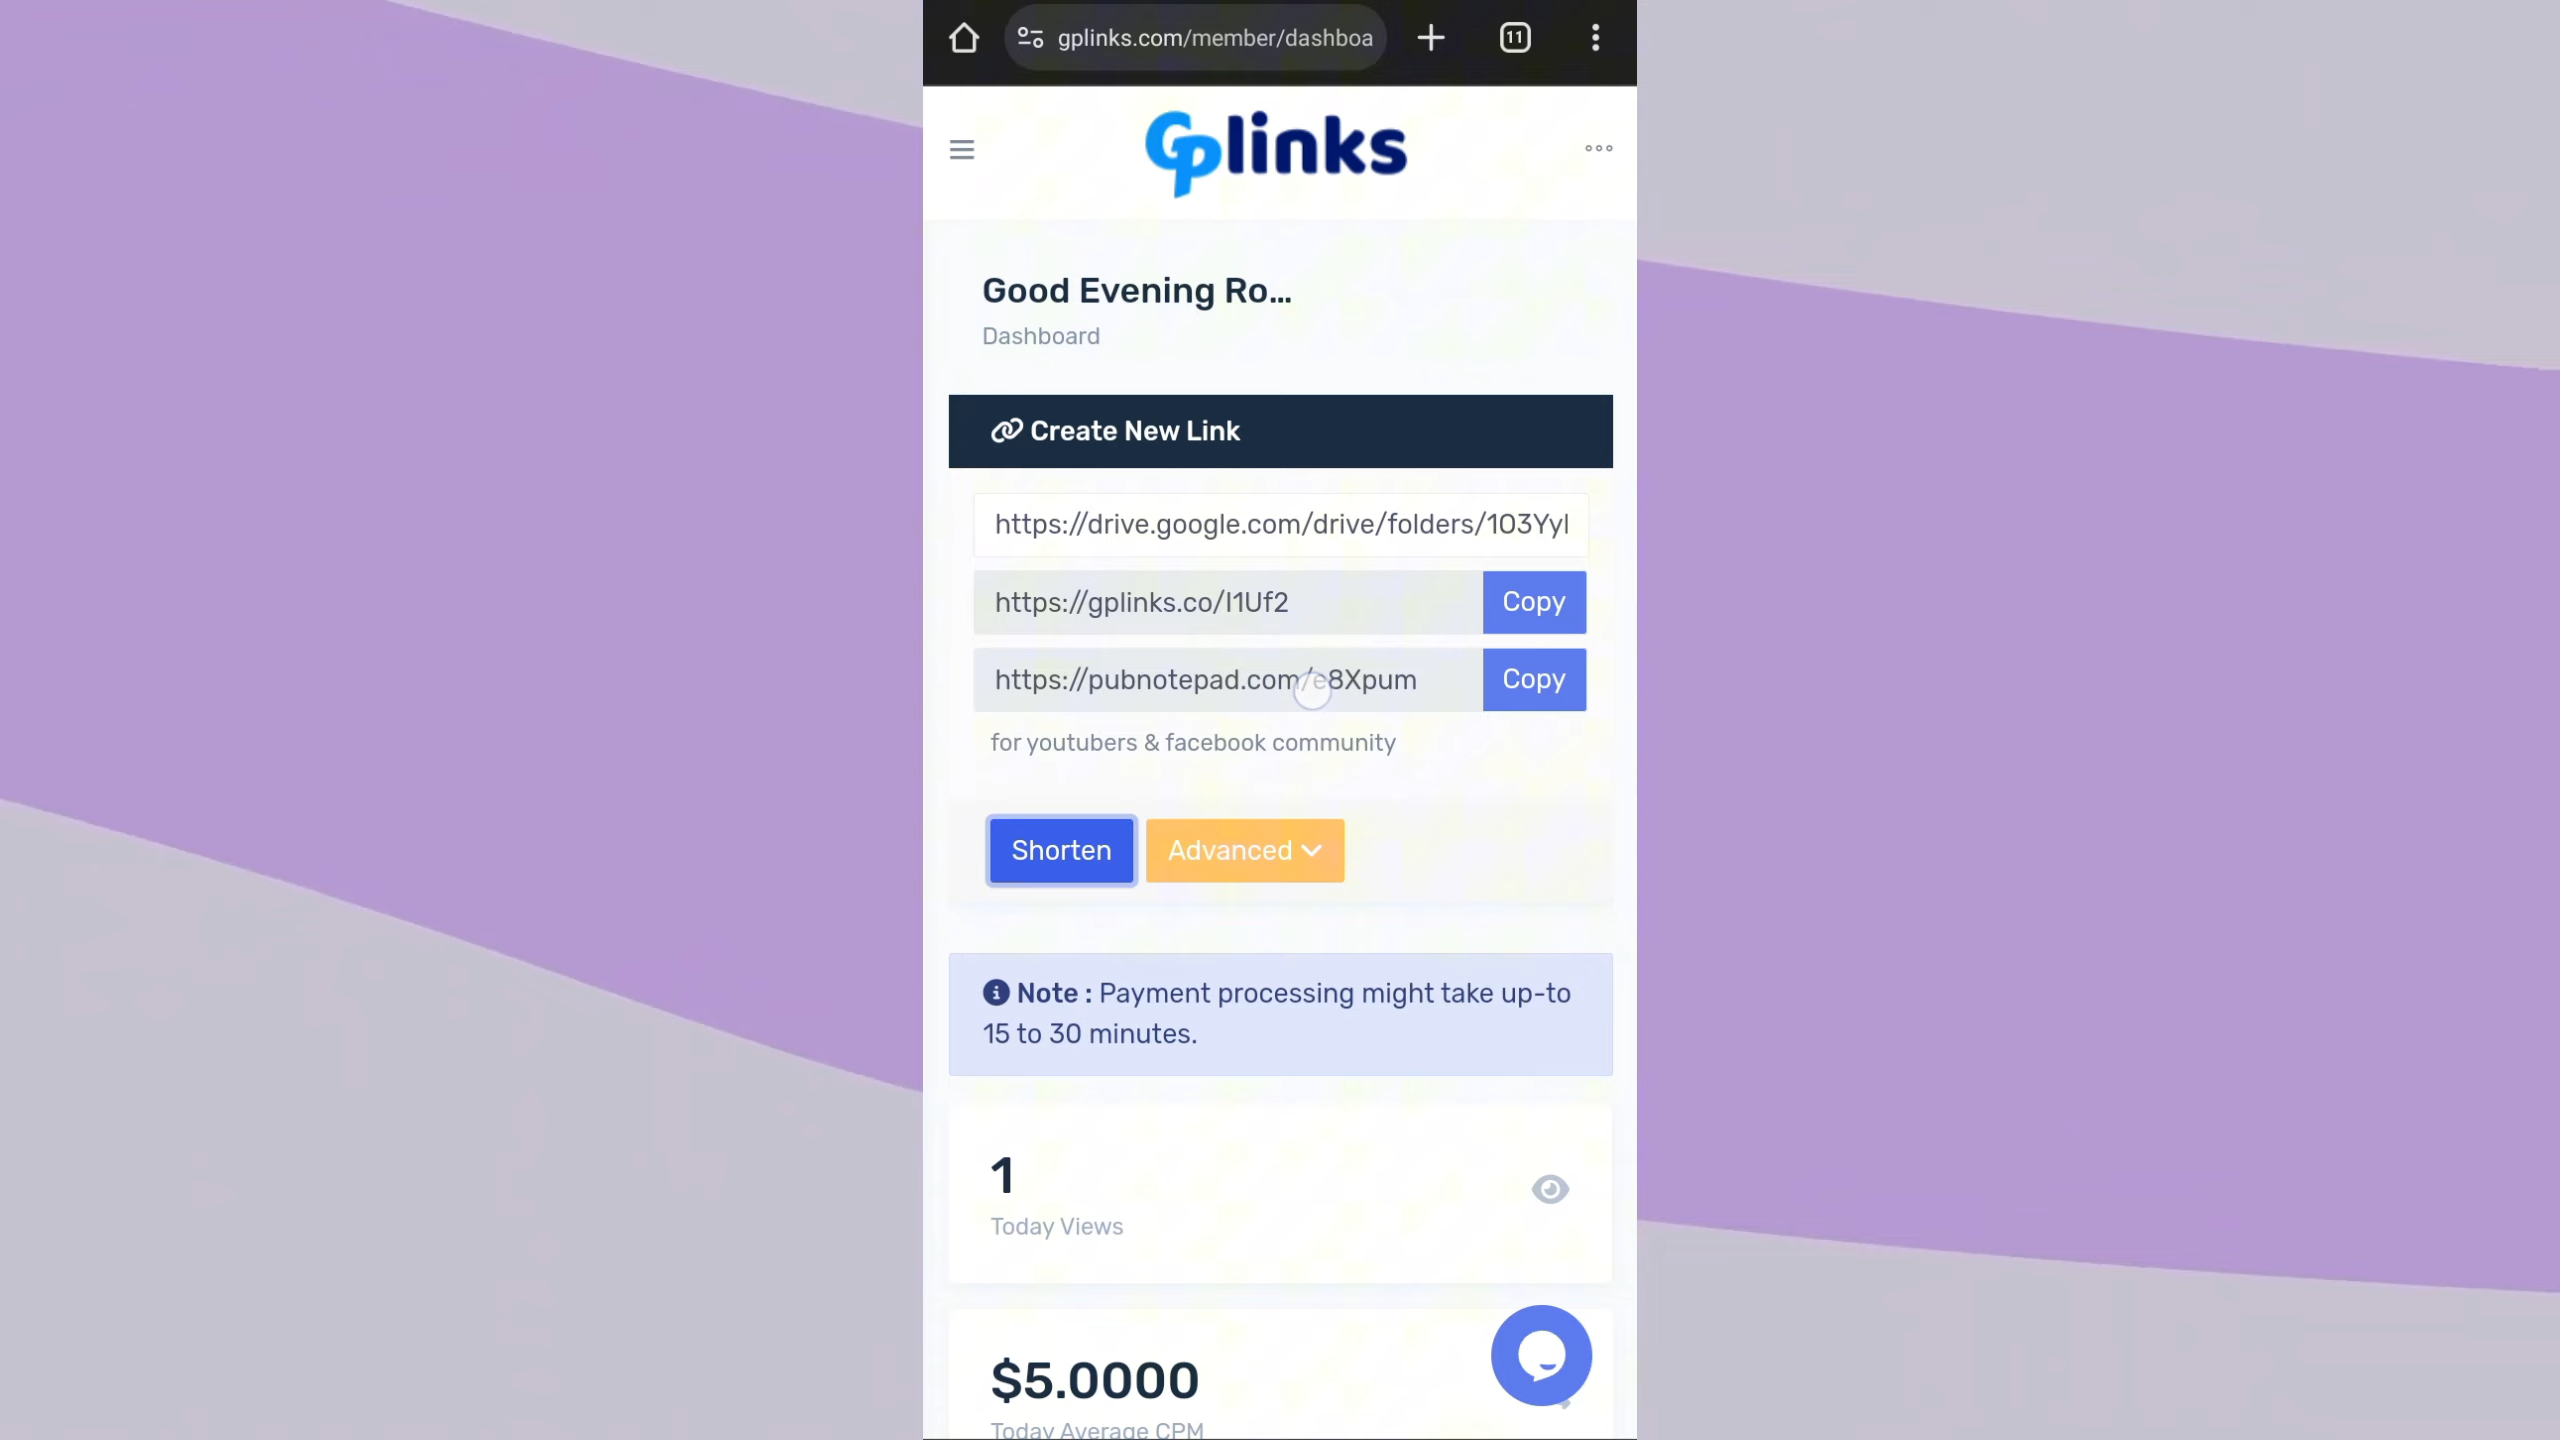 gplinks.com/member/dashboa
11
Gplinks
Good Evening Ro...
Dashboard
Create New Link
https://drive.google.com/drive/folders/1O3Yyl
https://gplinks.co/I1Uf2
Copy
https://pubnotepad.com/e8Xpum
Copy
for youtubers & facebook community
Shorten
Advanced
Note : Payment processing might take up-to
15 to 30 minutes.
1
Today Views
$5.0000
Today Average CPM